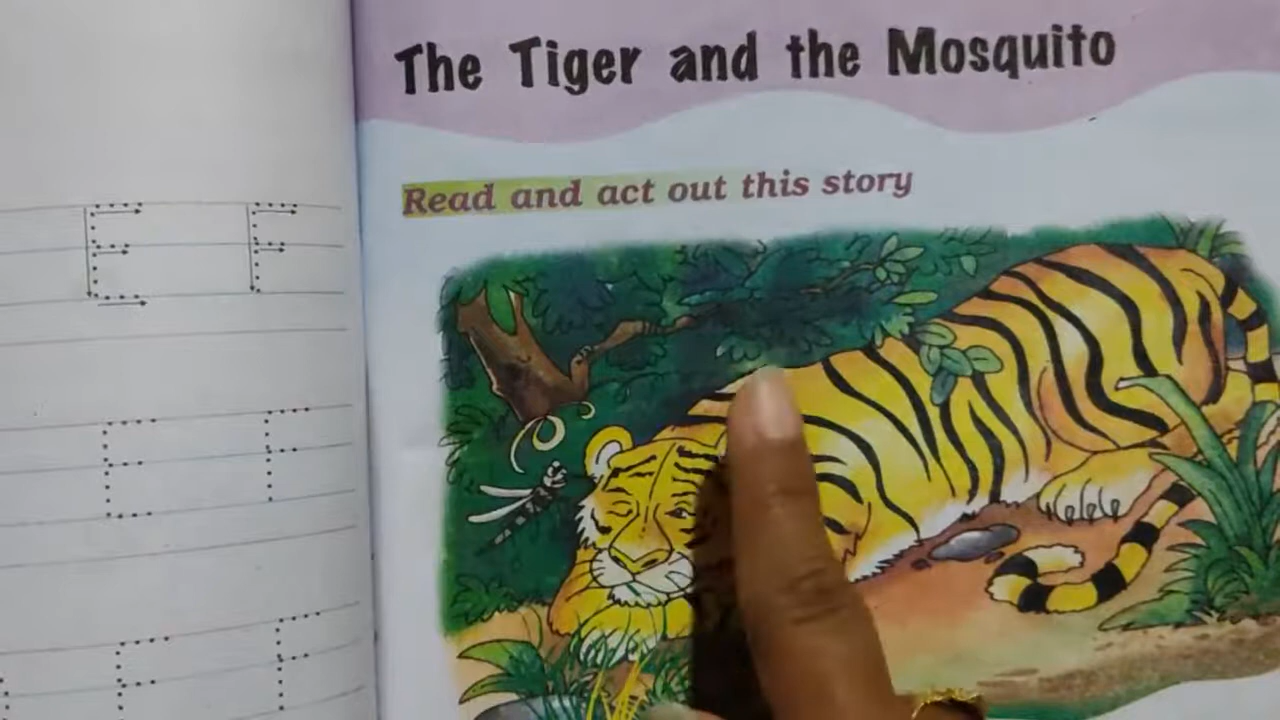 E F
The Tiger and the Mosquito
Read and act out this story
E F
F F